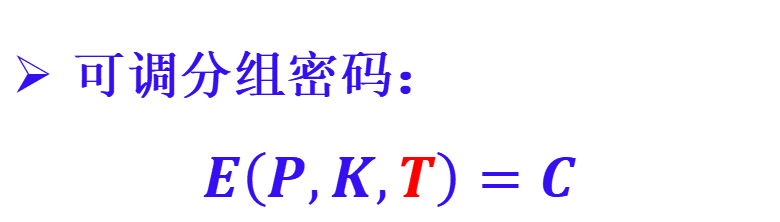 ➢ 可调分组密码：
E(P,K,T) = C